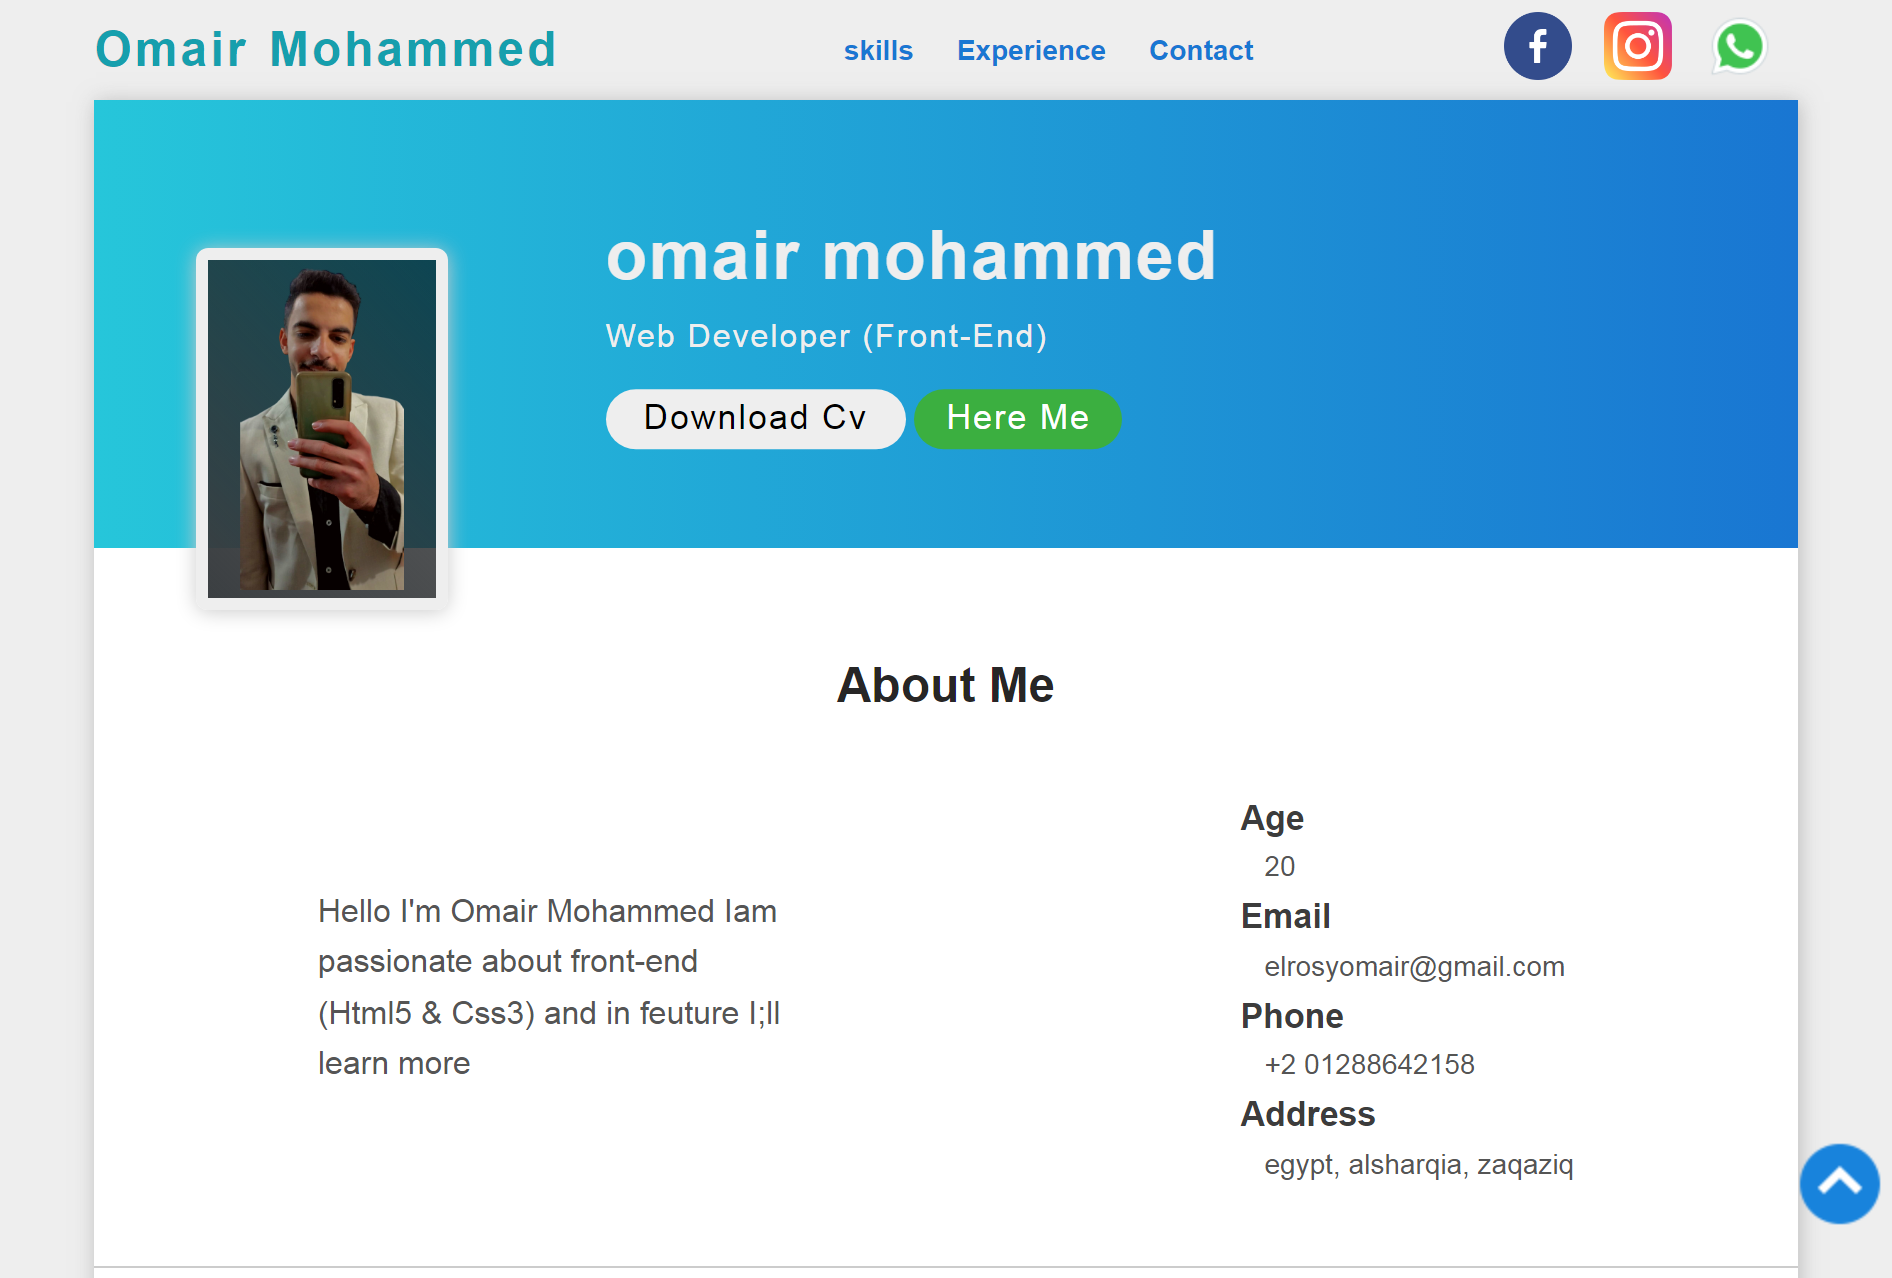 Omair Mohammed
skills Experience Contact
omair mohammed
Web Developer (Front-End)
Download Cv Here Me
About Me
Hello I'm Omair Mohammed Iam
passionate about front-end
(Html5 & Css3) and in feuture I;ll
learn more
Age
20
Email
elrosyomair@gmail.com
Phone
+2 01288642158
Address
egypt, alsharqia, zaqaziq